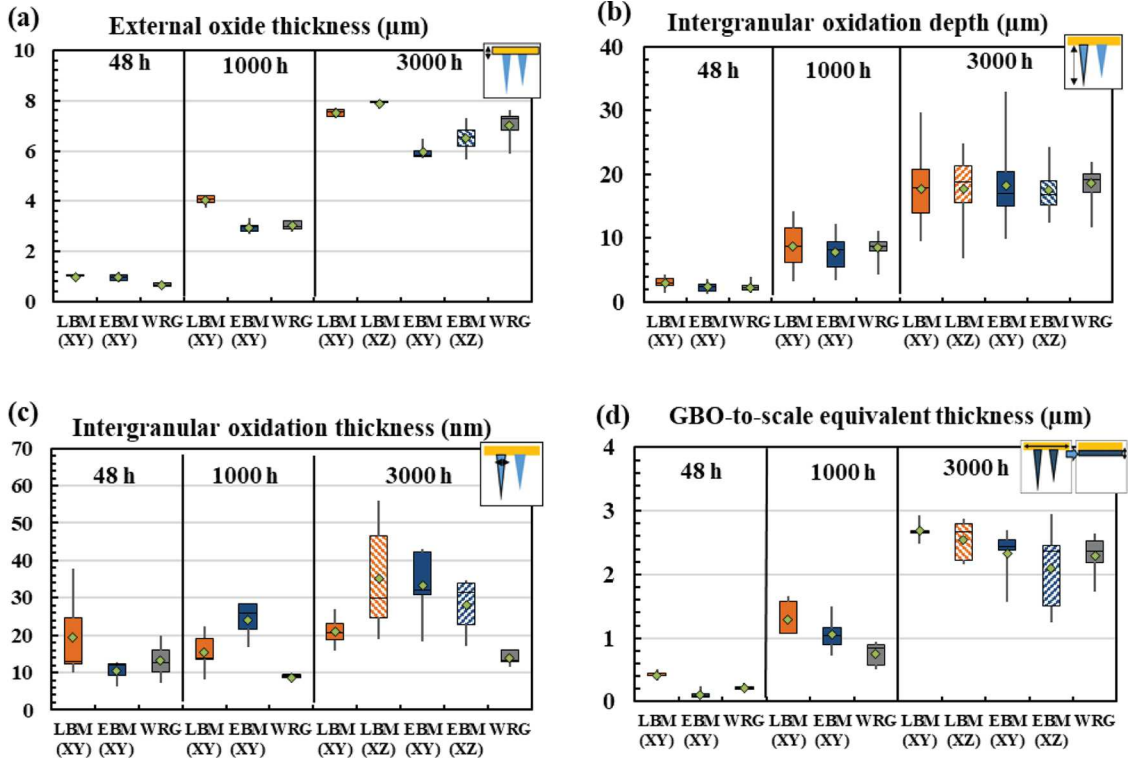 (a)
External oxide thickness (µm)
10
8
6
4
2
0
48 h
1000 h
3000 h
LBM EBM WRG LBM EBM WRG LBM LBM EBM EBM WRG
(XY) (XY) (XY) (XY) (XY) (XZ) (XY) (XZ)
(b)
Intergranular oxidation depth (µm)
40
30
20
10
0
48 h
1000 h
3000 h
LBM EBM WRG LBM EBM WRG LBM LBM EBM EBM WRG
(XY) (XY) (XY) (XY) (XY) (XZ) (XY) (XZ)
(c)
Intergranular oxidation thickness (nm)
70
60
50
40
30
20
10
0
48 h
1000 h
3000 h
LBM EBM WRG LBM EBM WRG LBM LBM EBM EBM WRG
(XY) (XY) (XY) (XY) (XY) (XZ) (XY) (XZ)
(d)
GBO-to-scale equivalent thickness (µm)
4
3
2
1
0
48 h
1000 h
3000 h
LBM EBM WRG LBM EBM WRG LBM LBM EBM EBM WRG
(XY) (XY) (XY) (XY) (XY) (XZ) (XY) (XZ)